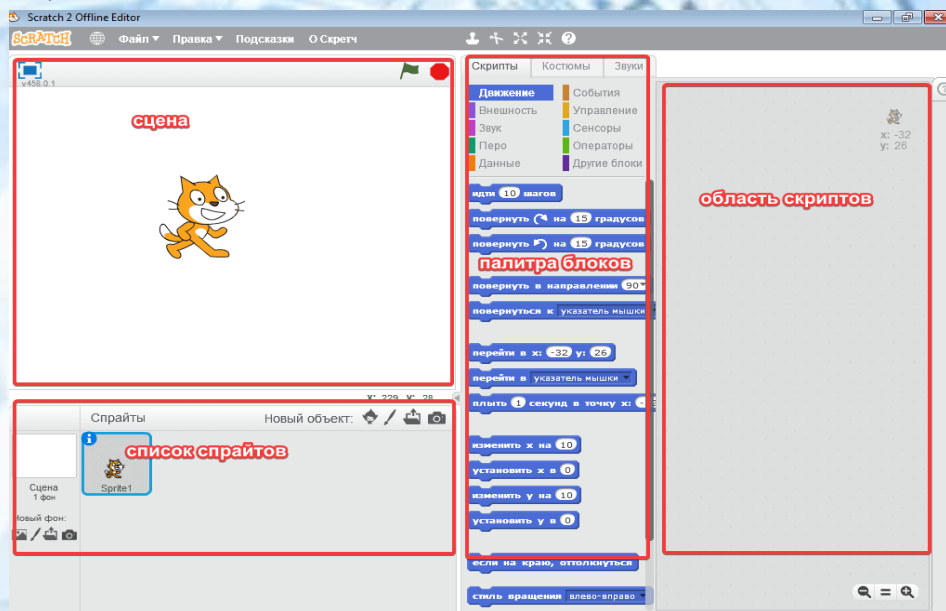 Scratch 2 Offline Editor
SCRATCH Файл Правка Подсказки О Скретч
v458.0.1
сцена
X: 229 Y: 28
Спрайты Новый объект:
список спрайтов
Sprite1
Сцена
1 фон
Новый фон:
Скрипты Костюмы Звуки
Движение События
Внешность Управление
Звук Сенсоры
Перо Операторы
Данные Другие блоки
идти 10 шагов
повернуть на 15 градусов
повернуть на 15 градусов
палитра блоков
повернуть в направлении 90
повернуться к указатель мышки
перейти в x: -32 y: 26
перейти в указатель мышки
плыть 1 секунд в точку x:
изменить x на 10
установить x в 0
изменить y на 10
установить y в 0
если на краю, оттолкнуться
стиль вращения влево-вправо
x: -32
y: 26
область скриптов